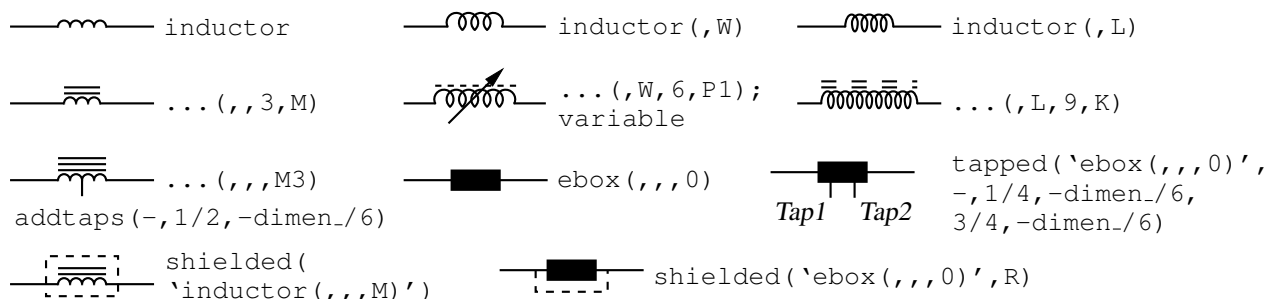 inductor
inductor(,W)
inductor(,L)
...(,,3,M)
...(,W,6,P1);
variable
...(,L,9,K)
...(,,,M3)
addtaps(-,1/2,-dimen_/6)
ebox(,,,0)
Tap1 Tap2
tapped(‘ebox(,,,0)’,
-,1/4,-dimen_/6,
3/4,-dimen_/6)
shielded(
‘inductor(,,,M)’)
shielded(‘ebox(,,,0)’,R)